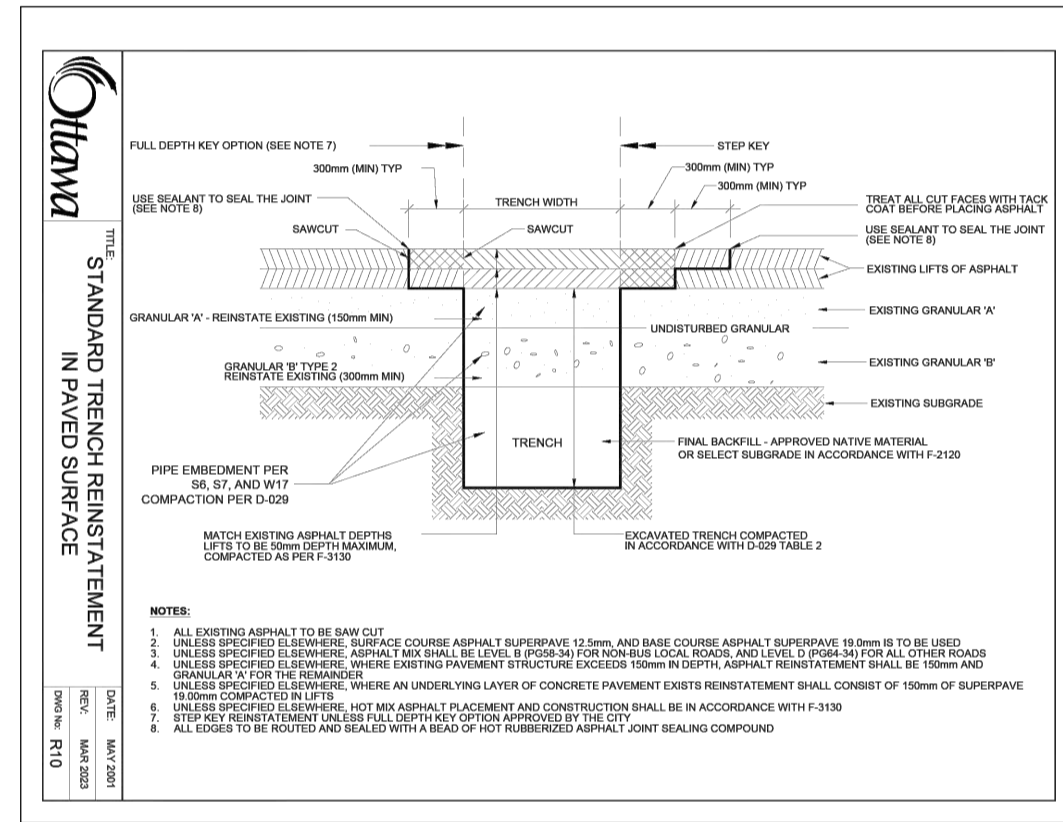 Ottawa
TITLE:
STANDARD TRENCH REINSTATEMENT
IN PAVED SURFACE
DATE: MAY 2001
REV: MAR 2023
DWG No: R10
FULL DEPTH KEY OPTION (SEE NOTE 7)
STEP KEY
300mm (MIN) TYP
300mm (MIN) TYP
300mm (MIN) TYP
USE SEALANT TO SEAL THE JOINT
(SEE NOTE 8)
TRENCH WIDTH
TREAT ALL CUT FACES WITH TACK
COAT BEFORE PLACING ASPHALT
SAWCUT
SAWCUT
USE SEALANT TO SEAL THE JOINT
(SEE NOTE 8)
EXISTING LIFTS OF ASPHALT
GRANULAR 'A' - REINSTATE EXISTING (150mm MIN)
EXISTING GRANULAR 'A'
UNDISTURBED GRANULAR
GRANULAR 'B' TYPE 2
REINSTATE EXISTING (300mm MIN)
EXISTING GRANULAR 'B'
EXISTING SUBGRADE
TRENCH
FINAL BACKFILL - APPROVED NATIVE MATERIAL
OR SELECT SUBGRADE IN ACCORDANCE WITH F-2120
PIPE EMBEDMENT PER
S6, S7, AND W17
COMPACTION PER D-029
MATCH EXISTING ASPHALT DEPTHS
LIFTS TO BE 50mm DEPTH MAXIMUM,
COMPACTED AS PER F-3130
EXCAVATED TRENCH COMPACTED
IN ACCORDANCE WITH D-029 TABLE 2
NOTES:
1. ALL EXISTING ASPHALT TO BE SAW CUT
2. UNLESS SPECIFIED ELSEWHERE, SURFACE COURSE ASPHALT SUPERPAVE 12.5mm, AND BASE COURSE ASPHALT SUPERPAVE 19.0mm IS TO BE USED
3. UNLESS SPECIFIED ELSEWHERE, ASPHALT MIX SHALL BE LEVEL B (PG58-34) FOR NON-BUS LOCAL ROADS, AND LEVEL D (PG64-34) FOR ALL OTHER ROADS
4. UNLESS SPECIFIED ELSEWHERE, WHERE EXISTING PAVEMENT STRUCTURE EXCEEDS 150mm IN DEPTH, ASPHALT REINSTATEMENT SHALL BE 150mm AND
GRANULAR 'A' FOR THE REMAINDER
5. UNLESS SPECIFIED ELSEWHERE, WHERE AN UNDERLYING LAYER OF CONCRETE PAVEMENT EXISTS REINSTATEMENT SHALL CONSIST OF 150mm OF SUPERPAVE
19.00mm COMPACTED IN LIFTS
6. UNLESS SPECIFIED ELSEWHERE, HOT MIX ASPHALT PLACEMENT AND CONSTRUCTION SHALL BE IN ACCORDANCE WITH F-3130
7. STEP KEY REINSTATEMENT UNLESS FULL DEPTH KEY OPTION APPROVED BY THE CITY
8. ALL EDGES TO BE ROUTED AND SEALED WITH A BEAD OF HOT RUBBERIZED ASPHALT JOINT SEALING COMPOUND